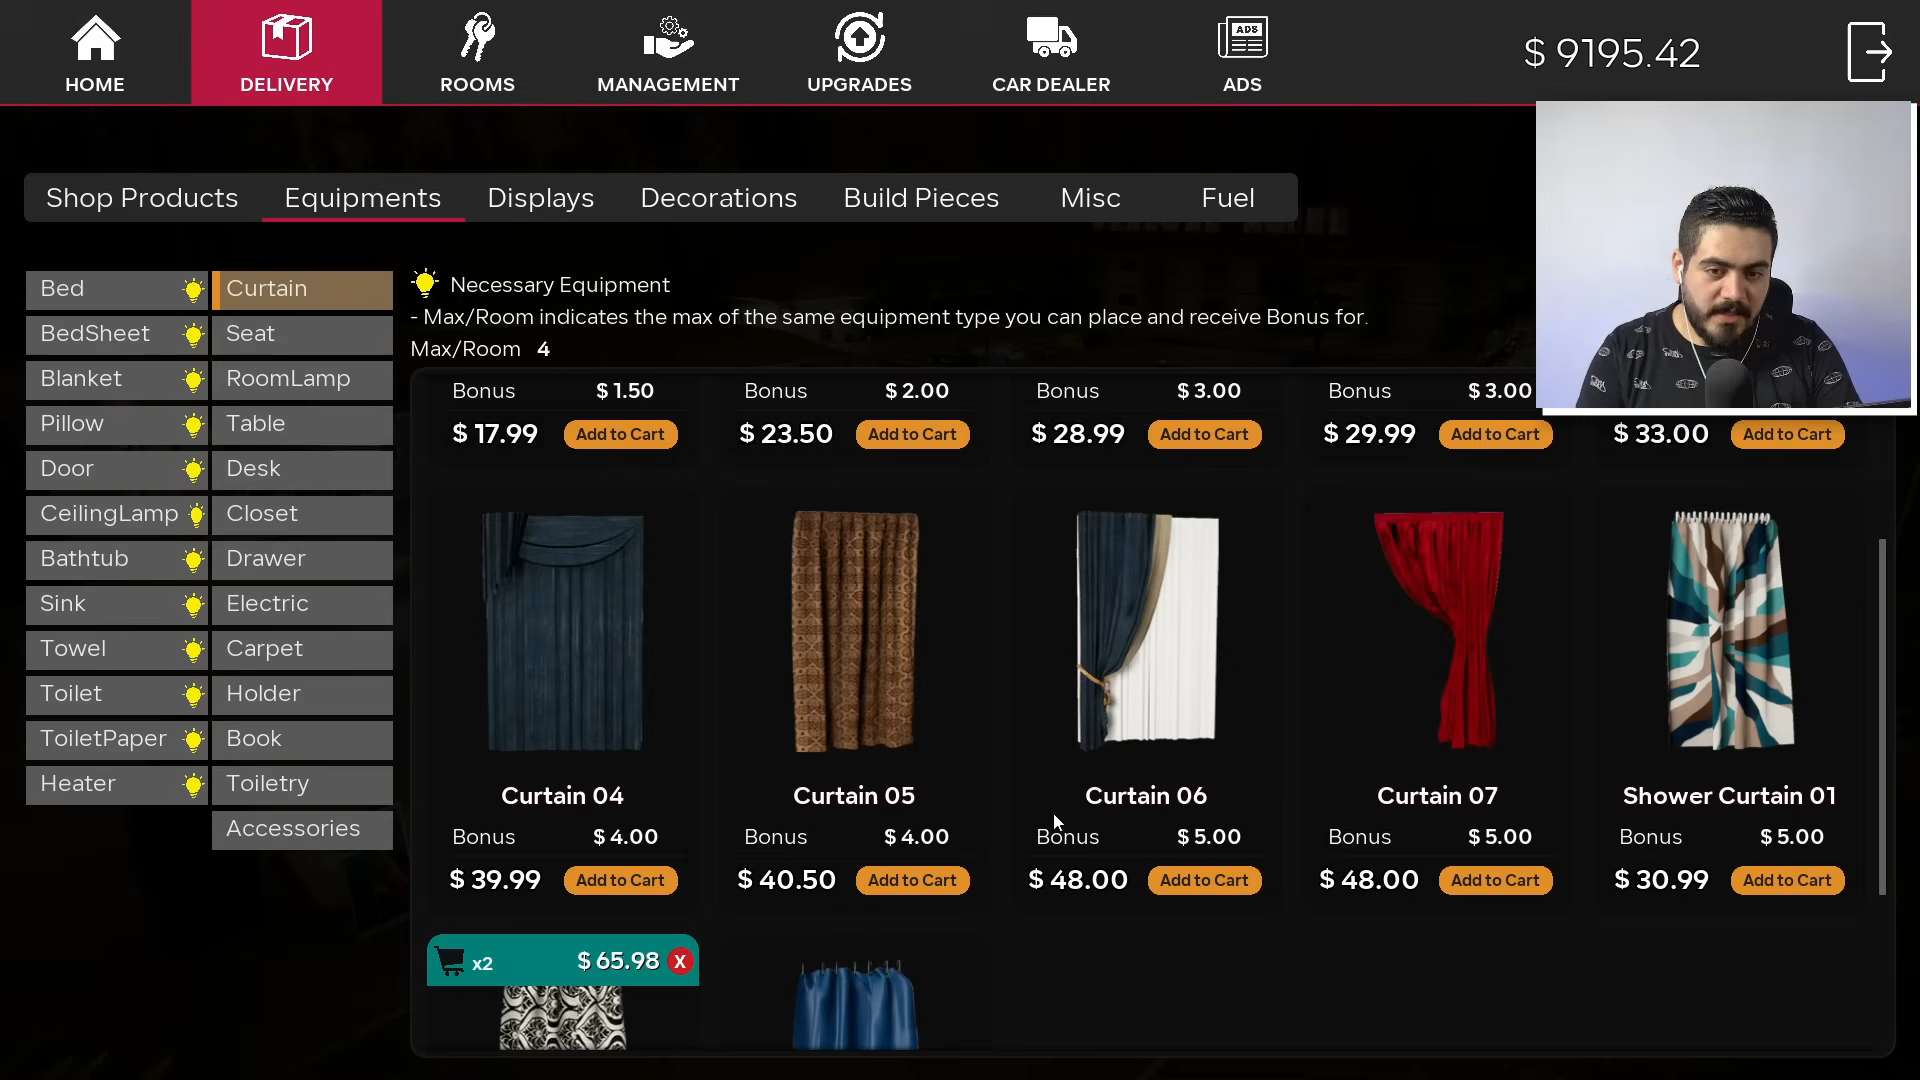 HOME
DELIVERY
ROOMS
MANAGEMENT
UPGRADES
CAR DEALER
ADS
ADS
$ 9195.42
Shop Products
Equipments
Displays
Decorations
Build Pieces
Misc
Fuel
Bed
BedSheet
Blanket
Pillow
Door
CeilingLamp
Bathtub
Sink
Towel
Toilet
ToiletPaper
Heater
Curtain
Seat
RoomLamp
Table
Desk
Closet
Drawer
Electric
Carpet
Holder
Book
Toiletry
Accessories
Necessary Equipment
- Max/Room indicates the max of the same equipment type you can place and receive Bonus for.
Max/Room 4
Bonus $ 1.50
$ 17.99 Add to Cart
Bonus $ 2.00
$ 23.50 Add to Cart
Bonus $ 3.00
$ 28.99 Add to Cart
Bonus $ 3.00
$ 29.99 Add to Cart
$ 33.00 Add to Cart
Curtain 04
Bonus $ 4.00
$ 39.99 Add to Cart
Curtain 05
Bonus $ 4.00
$ 40.50 Add to Cart
Curtain 06
Bonus $ 5.00
$ 48.00 Add to Cart
Curtain 07
Bonus $ 5.00
$ 48.00 Add to Cart
Shower Curtain 01
Bonus $ 5.00
$ 30.99 Add to Cart
x2 $ 65.98 X